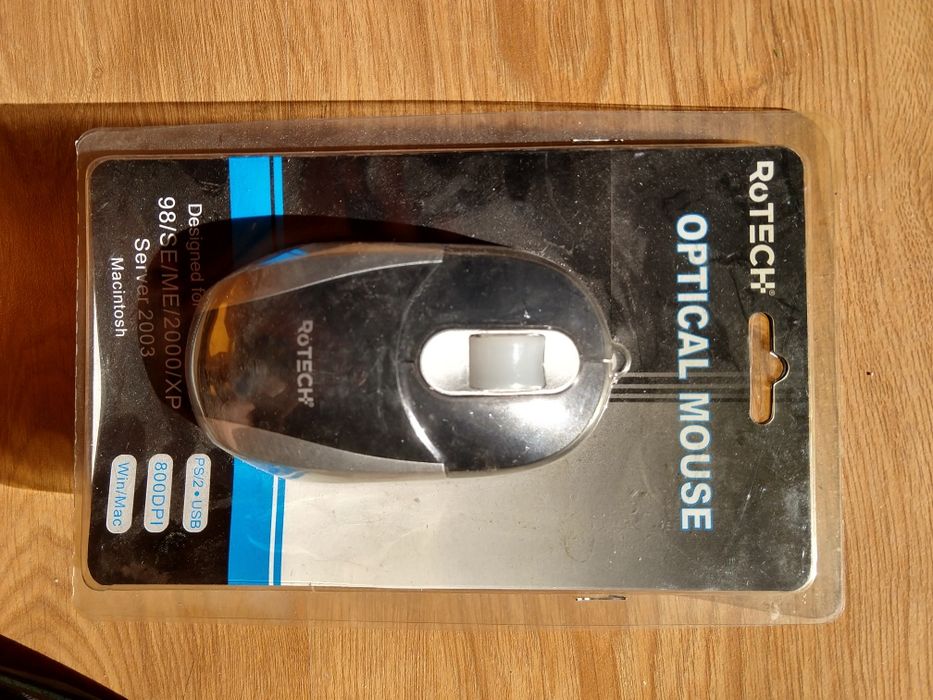 RoTECH®
OPTICAL MOUSE
RoTECH
Designed for
98/SE/ME/2000/XP
Server 2003
Macintosh
PS/2 • USB
800DPI
Win/Mac